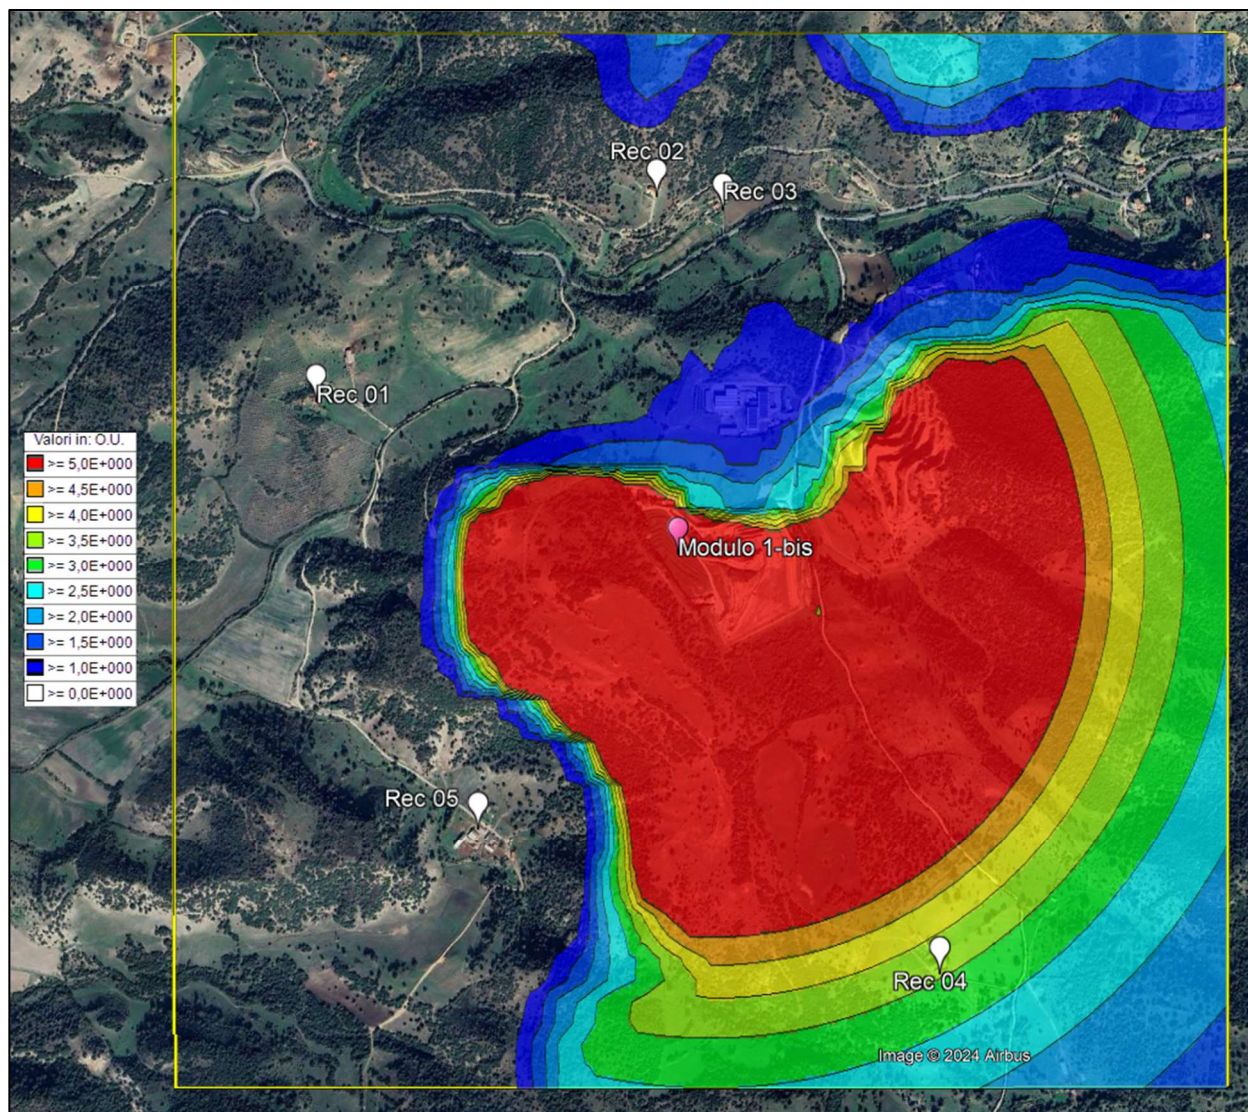 Rec 02
Rec 03
Rec 01
Valori in: O.U.
>= 5,0E+000
>= 4,5E+000
>= 4,0E+000
>= 3,5E+000
>= 3,0E+000
>= 2,5E+000
>= 2,0E+000
>= 1,5E+000
>= 1,0E+000
>= 0,0E+000
Modulo 1-bis
Rec 05
Rec 04
Image © 2024 Airbus